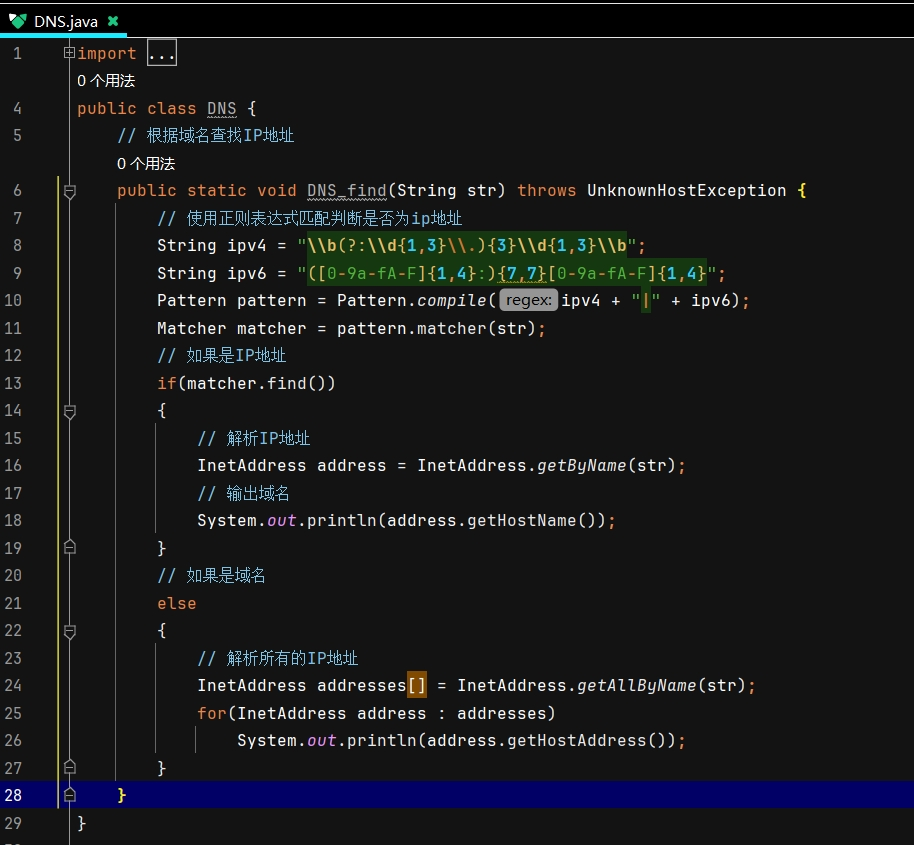 DNS.java
1 import ...
0 个用法
4 public class DNS {
5 // 根据域名查找IP地址
0 个用法
6 public static void DNS_find(String str) throws UnknownHostException {
7 // 使用正则表达式匹配判断是否为ip地址
8 String ipv4 = "\\b(?:\\d{1,3}\\.){3}\\d{1,3}\\b";
9 String ipv6 = "([0-9a-fA-F]{1,4}:){7,7}[0-9a-fA-F]{1,4}";
10 Pattern pattern = Pattern.compile( regex: ipv4 + "|" + ipv6);
11 Matcher matcher = pattern.matcher(str);
12 // 如果是IP地址
13 if(matcher.find())
14 {
15 // 解析IP地址
16 InetAddress address = InetAddress.getByName(str);
17 // 输出域名
18 System.out.println(address.getHostName());
19 }
20 // 如果是域名
21 else
22 {
23 // 解析所有的IP地址
24 InetAddress addresses[] = InetAddress.getAllByName(str);
25 for(InetAddress address : addresses)
26 System.out.println(address.getHostAddress());
27 }
28 }
29 }